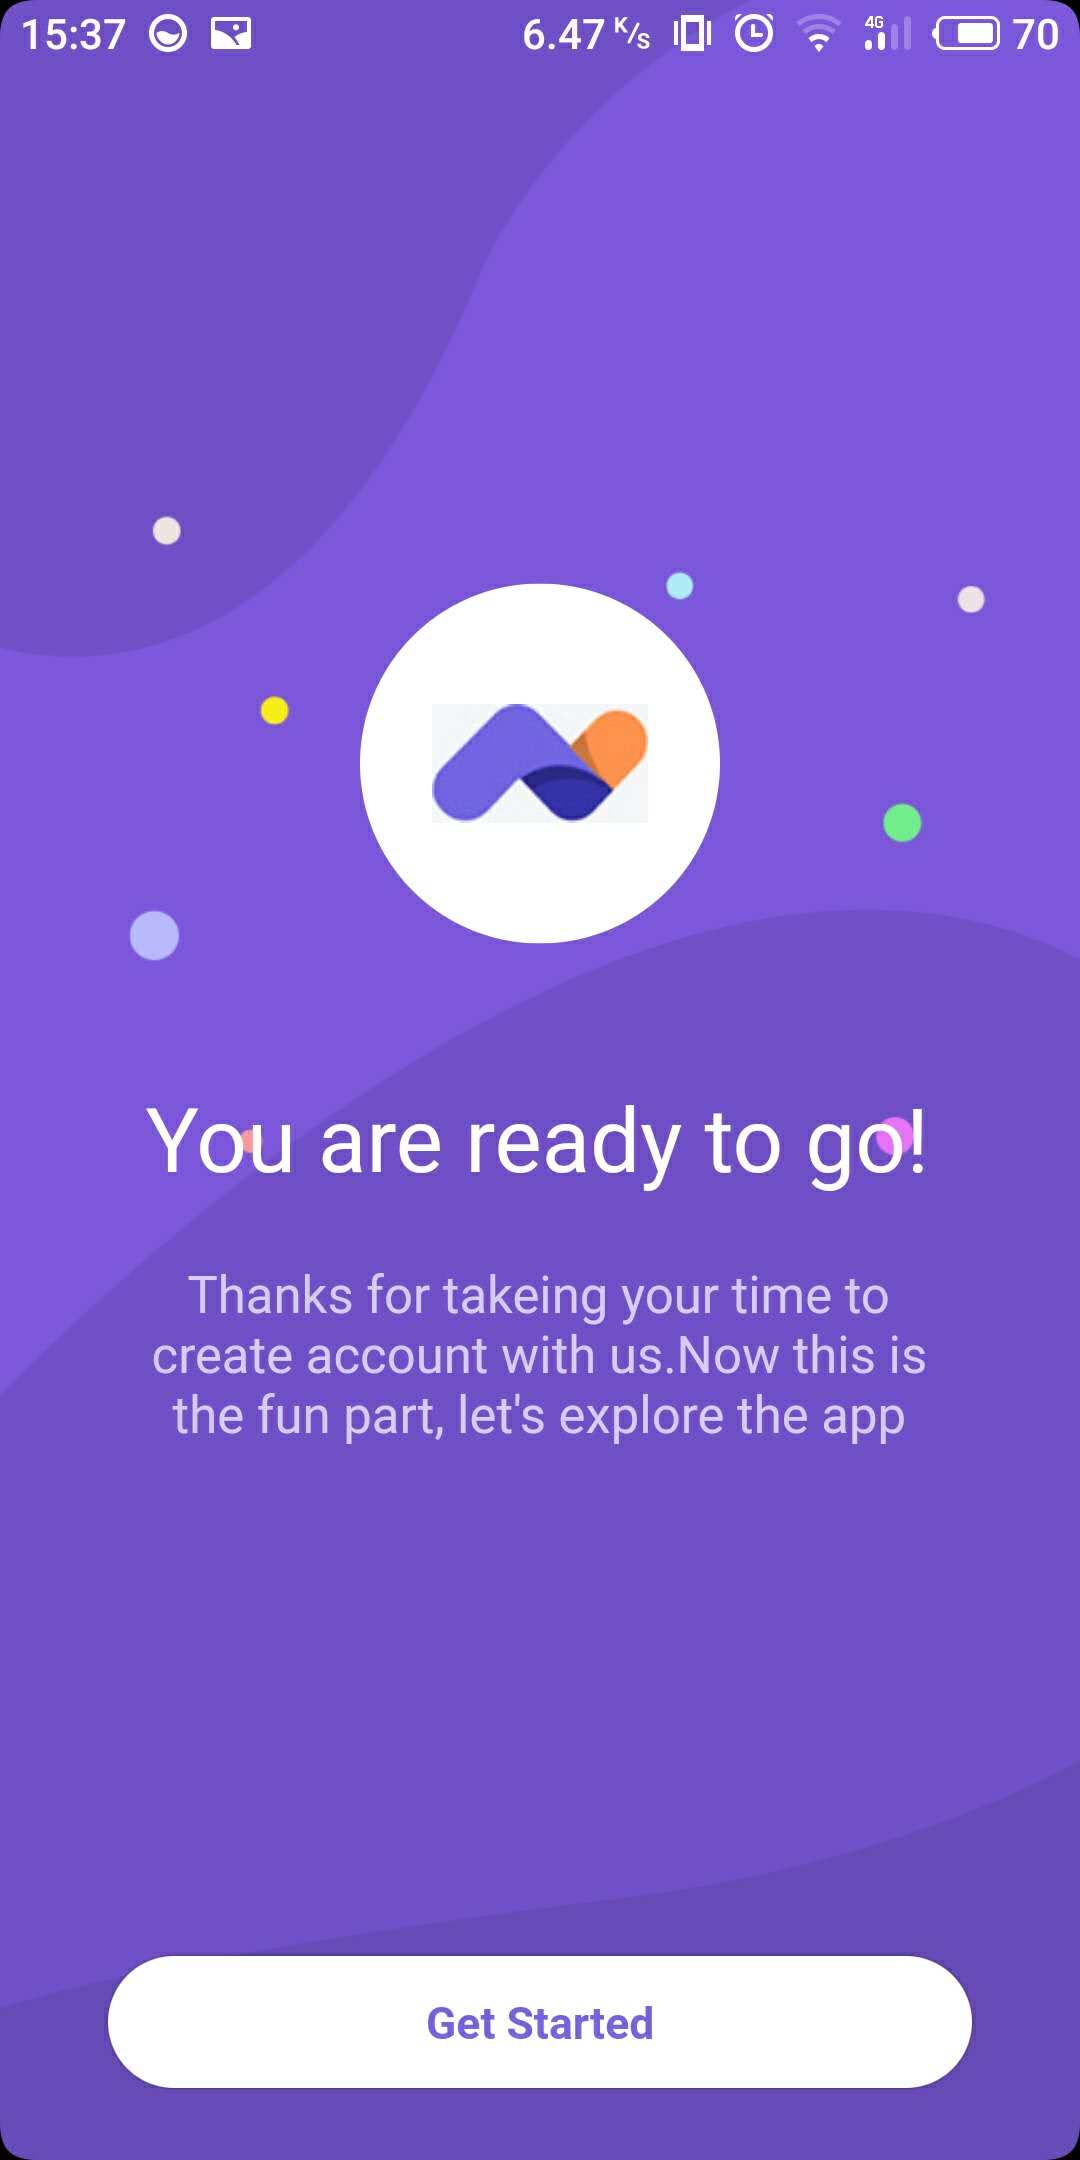 15:37 6.47 K/s 4G 70
You are ready to go!
Thanks for takeing your time to
create account with us.Now this is
the fun part, let's explore the app
Get Started